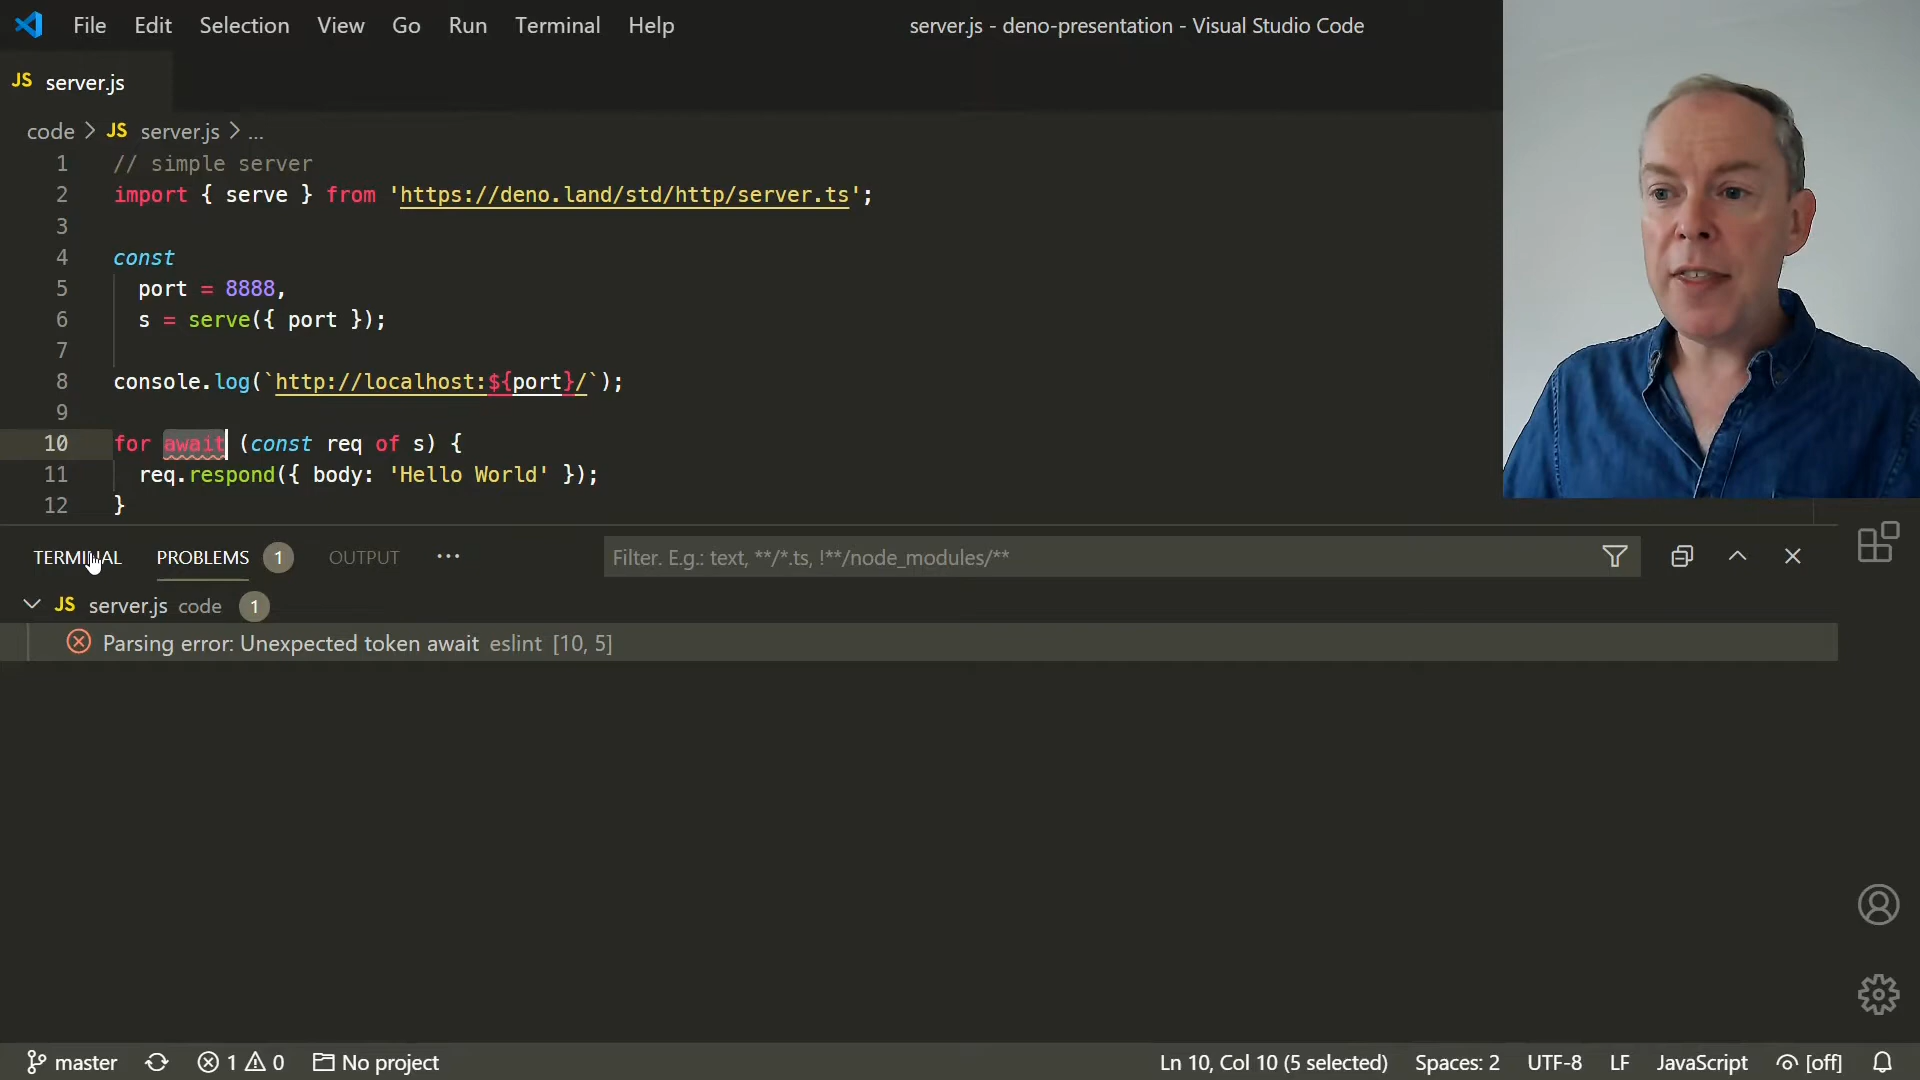 File Edit Selection View Go Run Terminal Help server.js - deno-presentation - Visual Studio Code
JS server.js
code > JS server.js > ...
1 // simple server
2 import { serve } from 'https://deno.land/std/http/server.ts';
3
4 const
5 port = 8888,
6 s = serve({ port });
7
8 console.log(`http://localhost:${port}/`);
9
10 for await (const req of s) {
11 req.respond({ body: 'Hello World' });
12 }
TERMINAL PROBLEMS 1 OUTPUT ... Filter. E.g.: text, **/*.ts, !**/node_modules/**
JS server.js code 1
Parsing error: Unexpected token await eslint [10, 5]
master 1 0 No project Ln 10, Col 10 (5 selected) Spaces: 2 UTF-8 LF JavaScript [off]